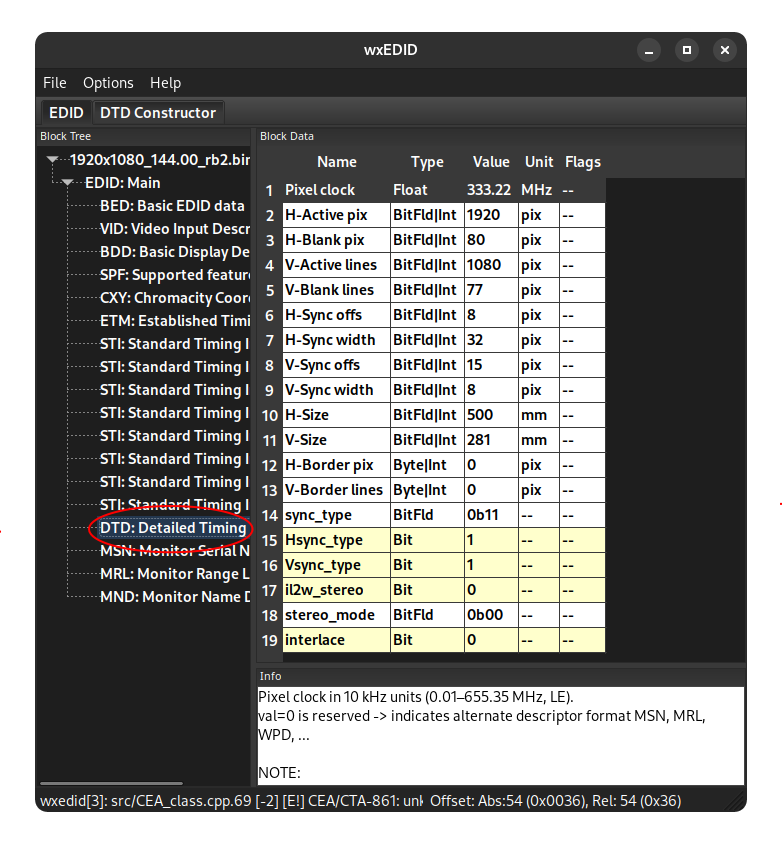 wxEDID
File Options Help
EDID DTD Constructor
Block Tree
1920x1080_144.00_rb2.bin
EDID: Main
BED: Basic EDID data
VID: Video Input Descr
BDD: Basic Display De
SPF: Supported featur
CXY: Chromacity Coor
ETM: Established Timi
STI: Standard Timing I
STI: Standard Timing I
STI: Standard Timing I
STI: Standard Timing I
STI: Standard Timing I
STI: Standard Timing I
STI: Standard Timing I
STI: Standard Timing I
DTD: Detailed Timing
MSN: Monitor Serial N
MRL: Monitor Range L
MND: Monitor Name D
Block Data
Name Type Value Unit Flags
1 Pixel clock Float 333.22 MHz --
2 H-Active pix BitFld|Int 1920 pix --
3 H-Blank pix BitFld|Int 80 pix --
4 V-Active lines BitFld|Int 1080 pix --
5 V-Blank lines BitFld|Int 77 pix --
6 H-Sync offs BitFld|Int 8 pix --
7 H-Sync width BitFld|Int 32 pix --
8 V-Sync offs BitFld|Int 15 pix --
9 V-Sync width BitFld|Int 8 pix --
10 H-Size BitFld|Int 500 mm --
11 V-Size BitFld|Int 281 mm --
12 H-Border pix Byte|Int 0 pix --
13 V-Border lines Byte|Int 0 pix --
14 sync_type BitFld 0b11 -- --
15 Hsync_type Bit 1 -- --
16 Vsync_type Bit 1 -- --
17 il2w_stereo Bit 0 -- --
18 stereo_mode BitFld 0b00 -- --
19 interlace Bit 0 -- --
Info
Pixel clock in 10 kHz units (0.01–655.35 MHz, LE).
val=0 is reserved -> indicates alternate descriptor format MSN, MRL,
WPD, ...
NOTE:
wxedid[3]: src/CEA_class.cpp.69 [-2] [E!] CEA/CTA-861: unk Offset: Abs:54 (0x0036), Rel: 54 (0x36)